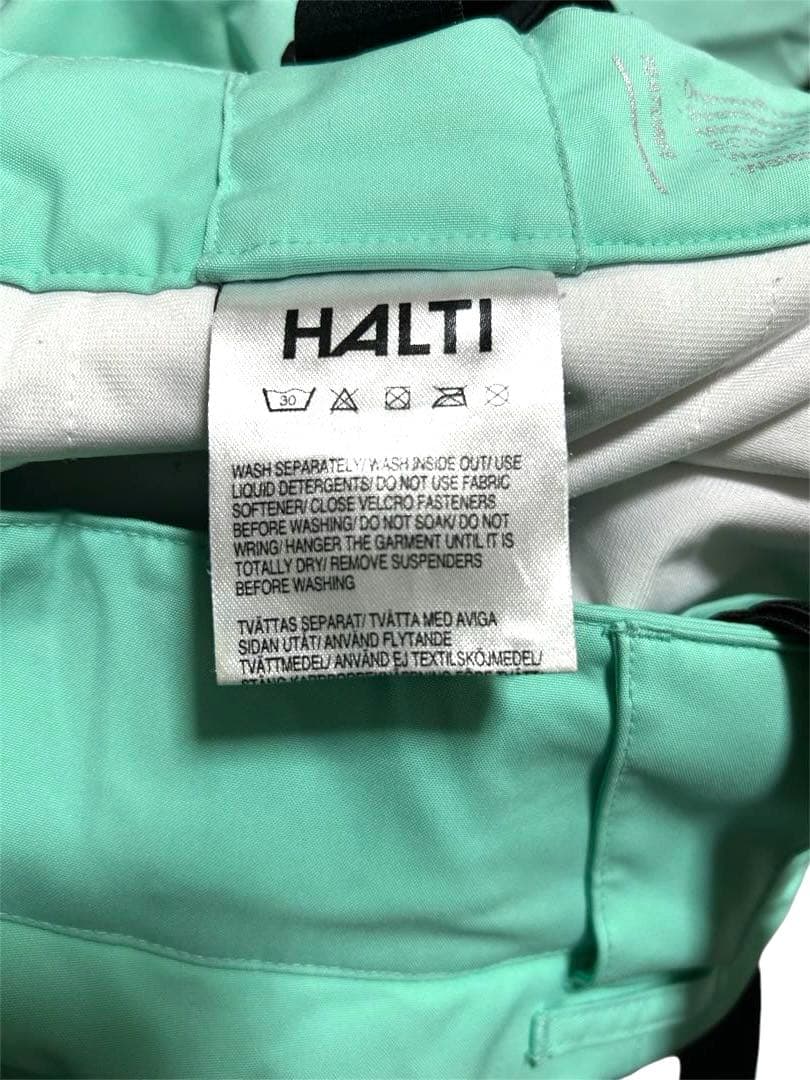 HALTI
30
WASH SEPARATELY/ WASH INSIDE OUT/ USE
LIQUID DETERGENTS/ DO NOT USE FABRIC
SOFTENER/ CLOSE VELCRO FASTENERS
BEFORE WASHING/ DO NOT SOAK/ DO NOT
WRING/ HANGER THE GARMENT UNTIL IT IS
TOTALLY DRY/ REMOVE SUSPENDERS
BEFORE WASHING
TVÄTTAS SEPARAT/ TVÄTTA MED AVIGA
SIDAN UTÅT/ ANVÄND FLYTANDE
TVÄTTMEDEL/ ANVÄND EJ TEXTILSKÖJMEDEL/